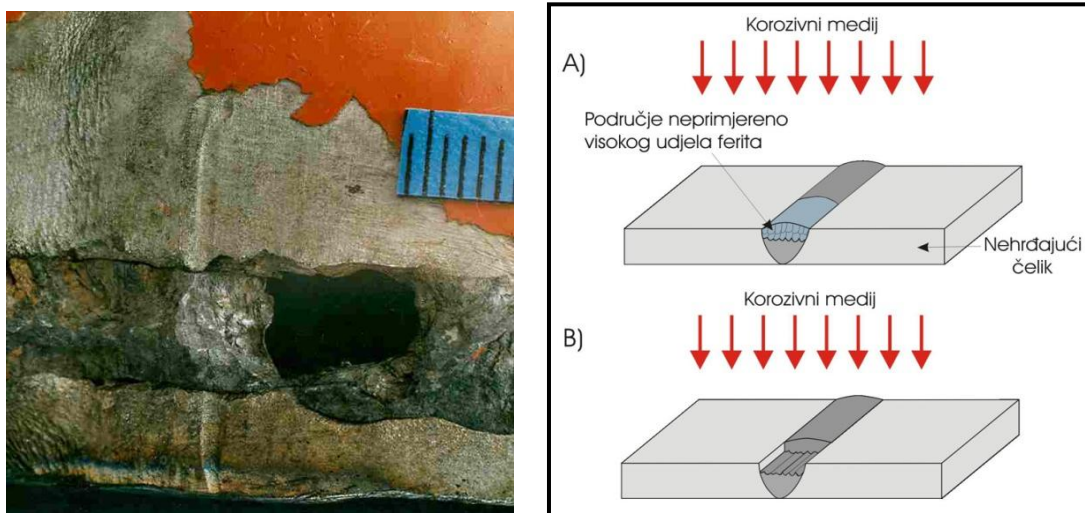 Korozivni medij
A)
Područje neprimjereno
visokog udjela ferita
Nehrđajući
čelik
Korozivni medij
B)